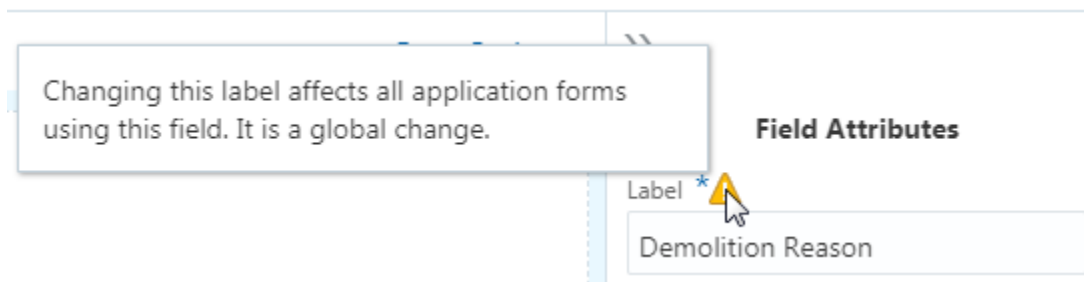 Changing this label affects all application forms
using this field. It is a global change.
Field Attributes
Label *
Demolition Reason